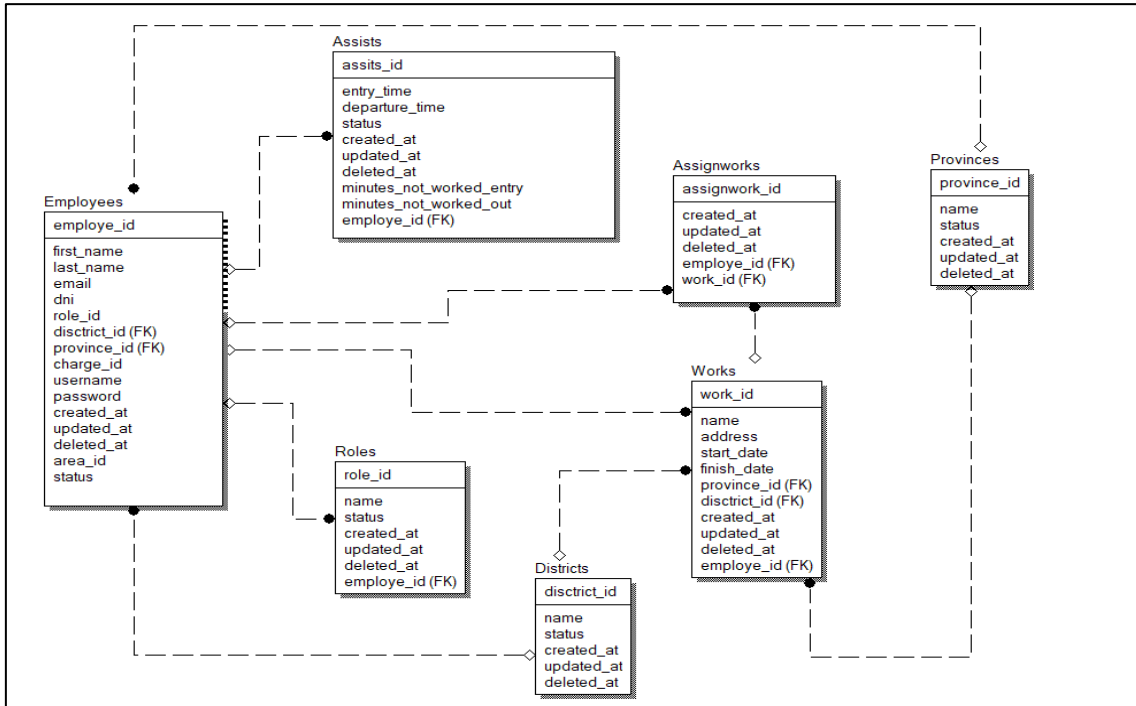 Assists
assits_id
entry_time
departure_time
status
created_at
updated_at
deleted_at
minutes_not_worked_entry
minutes_not_worked_out
employe_id (FK)
Assignworks
assignwork_id
created_at
updated_at
deleted_at
employe_id (FK)
work_id (FK)
Provinces
province_id
name
status
created_at
updated_at
deleted_at
Employees
employe_id
first_name
last_name
email
dni
role_id
disctrict_id (FK)
province_id (FK)
charge_id
username
password
created_at
updated_at
deleted_at
area_id
status
Roles
role_id
name
status
created_at
updated_at
deleted_at
employe_id (FK)
Works
work_id
name
address
start_date
finish_date
province_id (FK)
disctrict_id (FK)
created_at
updated_at
deleted_at
employe_id (FK)
Districts
disctrict_id
name
status
created_at
updated_at
deleted_at